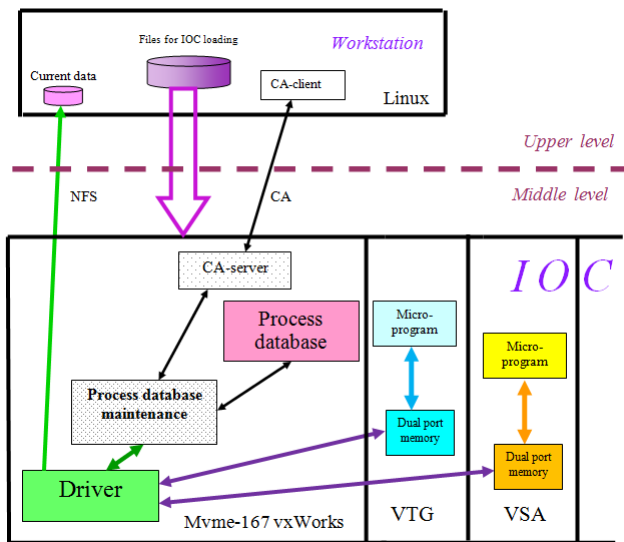 Files for IOC loading
Workstation
Current data
CA-client
Linux
Upper level
NFS
CA
Middle level
CA-server
I O C
Process
database
Micro-
program
Micro-
program
Process database
maintenance
Dual port
memory
Dual port
memory
Driver
Mvme-167 vxWorks
VTG
VSA